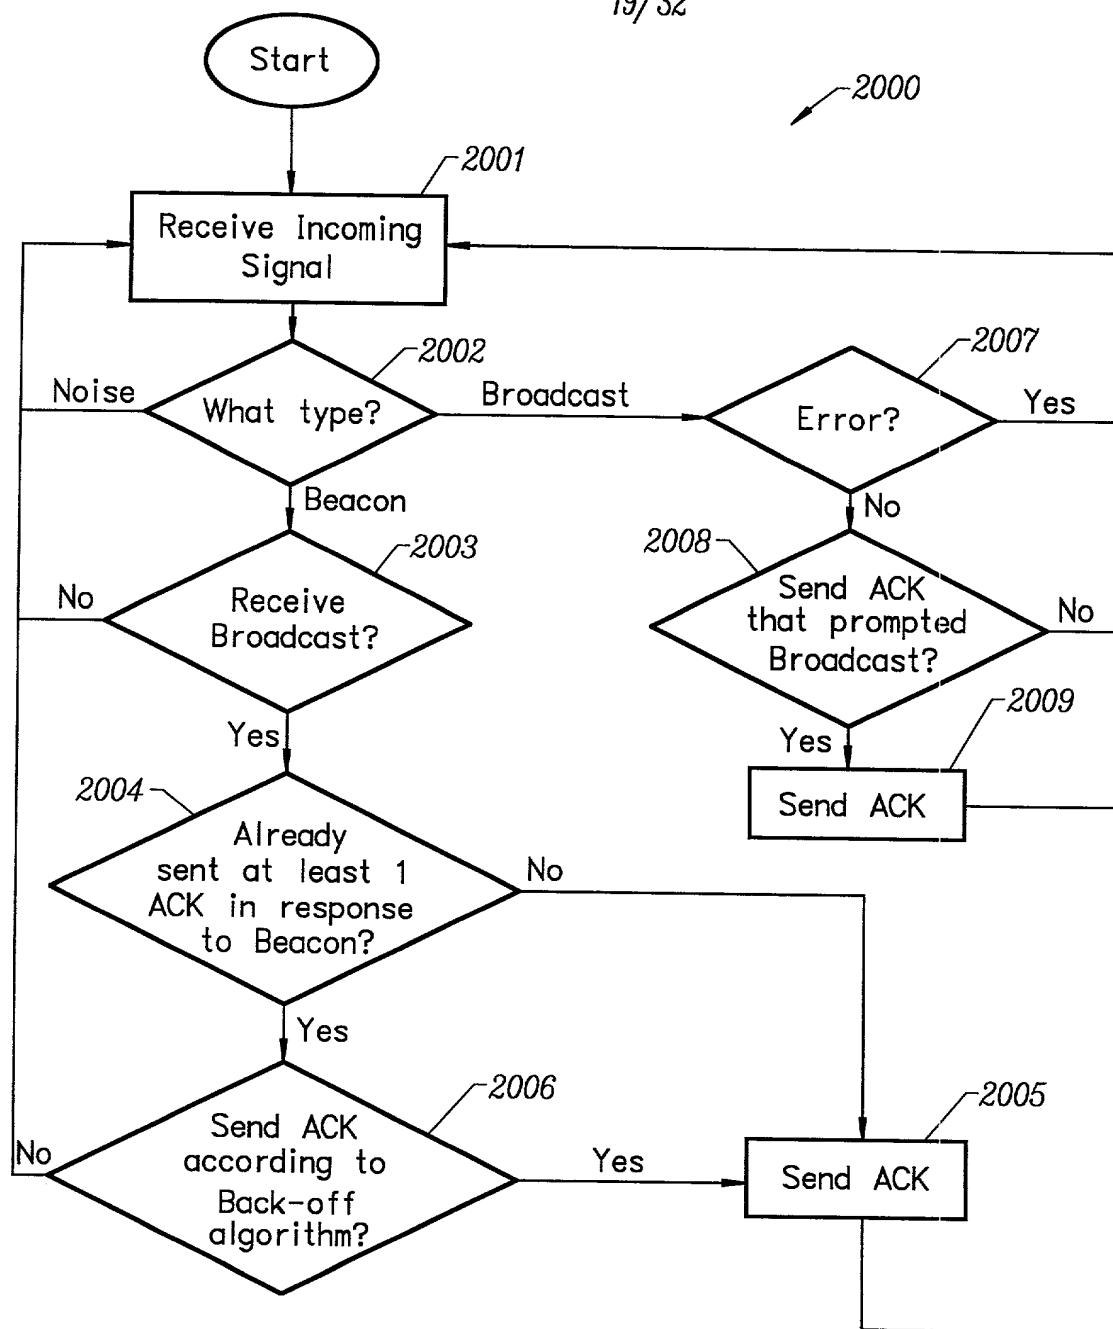 19/32
Start
2000
2001
Receive Incoming
Signal
2002
Noise
What type?
Broadcast
2007
Error?
Yes
Beacon
No
2003
Receive
Broadcast?
No
2008
Send ACK
that prompted
Broadcast?
No
Yes
2009
Send ACK
Yes
2004
Already
sent at least 1
ACK in response
to Beacon?
No
Yes
2006
Send ACK
according to
Back-off
algorithm?
No
Yes
2005
Send ACK